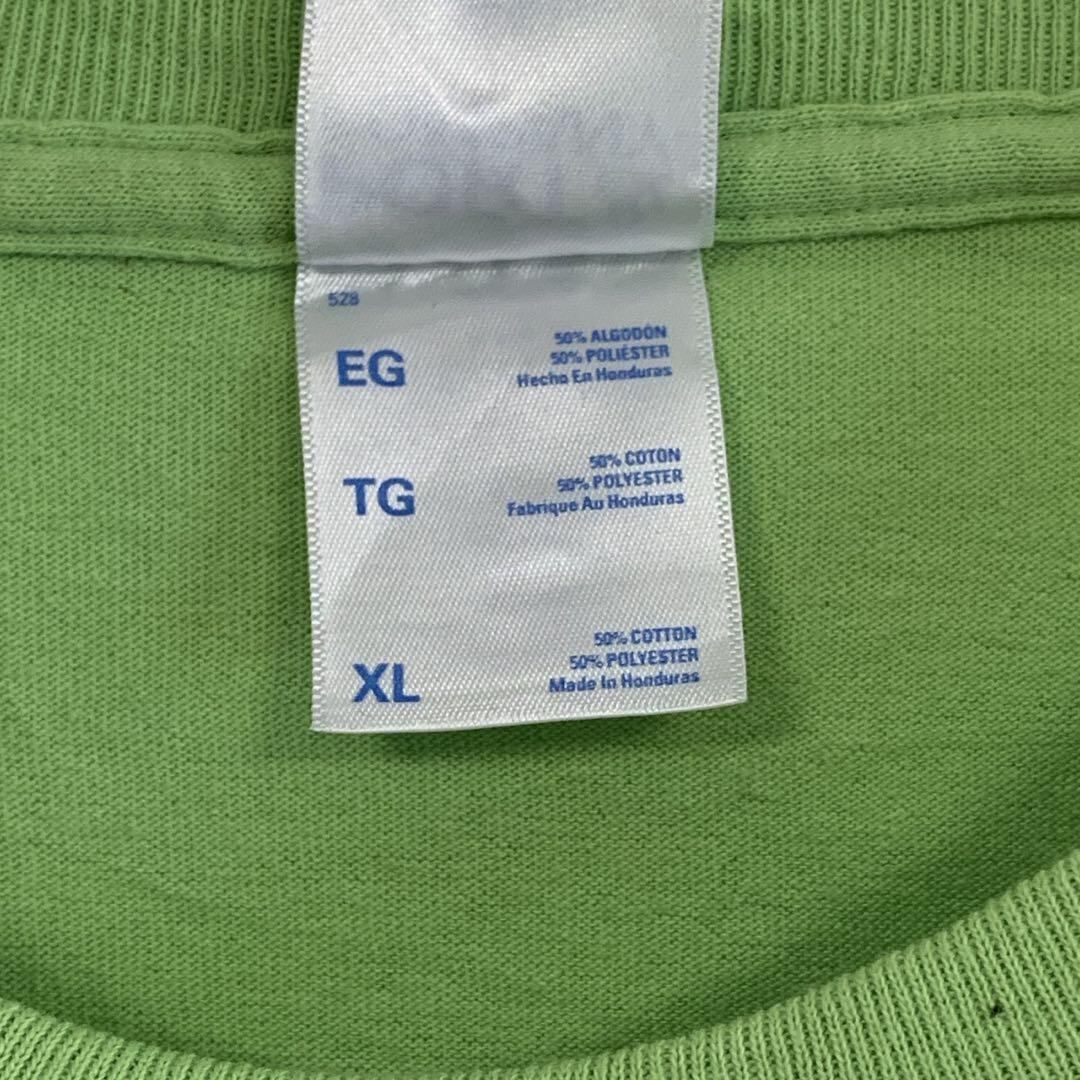 528
EG
50% ALGODÓN
50% POLIÉSTER
Hecho En Honduras
TG
50% COTON
50% POLYESTER
Fabrique Au Honduras
XL
50% COTTON
50% POLYESTER
Made In Honduras